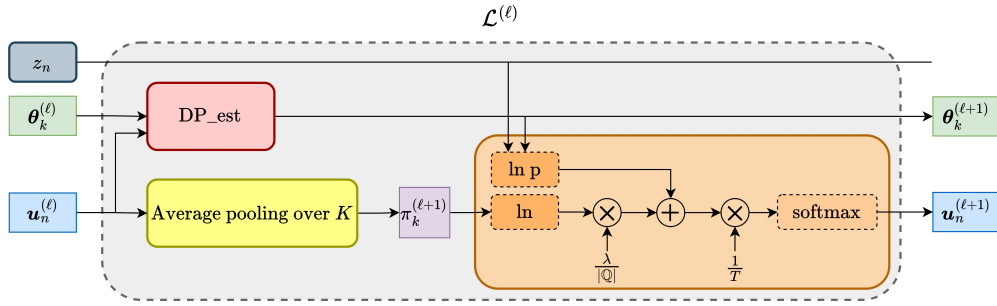 𝓛^(ℓ)
z_n
θ_k^(ℓ)
DP_est
θ_k^(ℓ+1)
ln p
u_n^(ℓ)
Average pooling over K
π_k^(ℓ+1)
ln
×
+
×
softmax
u_n^(ℓ+1)
λ/|ℚ|
1/T